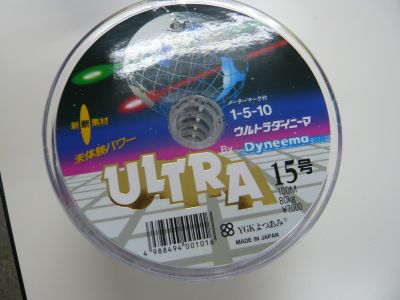 メーターマーク付
1-5-10
新素材
ウルトラダイニーマ
未体験パワー
By Dyneema
ULTRA
15号
100M
80kg
¥7,000
YGKよつあみ®
MADE IN JAPAN
4 988494 001016